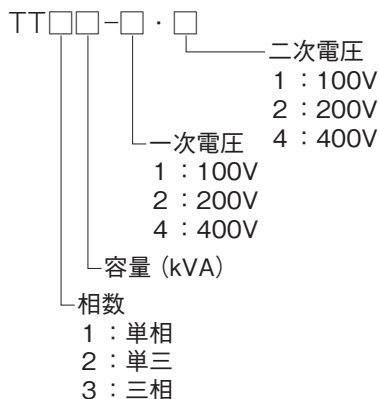 TT□□-□・□
二次電圧
1：100V
2：200V
4：400V
一次電圧
1：100V
2：200V
4：400V
容量（kVA）
相数
1：単相
2：単三
3：三相